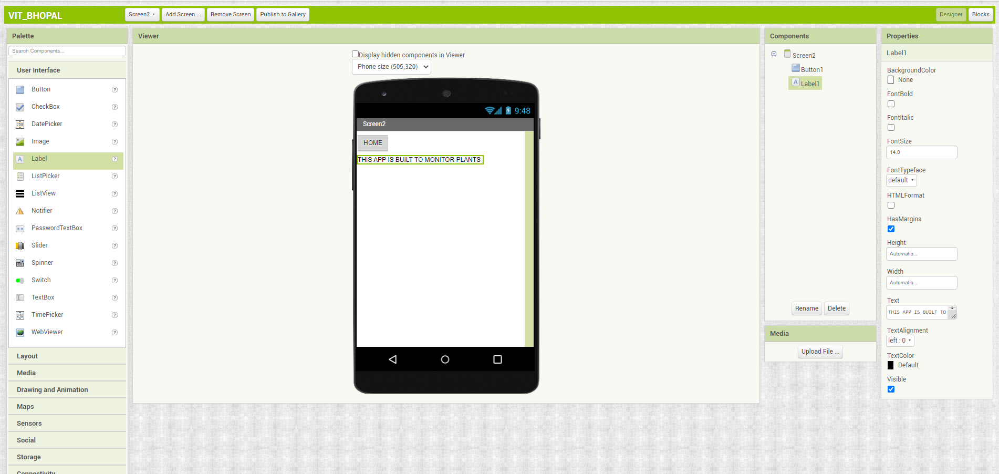 VIT_BHOPAL
Screen2
Add Screen ...
Remove Screen
Publish to Gallery
Designer
Blocks
Palette
Search Components...
User Interface
Button
CheckBox
DatePicker
Image
Label
ListPicker
ListView
Notifier
PasswordTextBox
Slider
Spinner
Switch
TextBox
TimePicker
WebViewer
Layout
Media
Drawing and Animation
Maps
Sensors
Social
Storage
Connectivity
Viewer
Display hidden components in Viewer
Phone size (505,320)
9:48
Screen2
HOME
THIS APP IS BUILT TO MONITOR PLANTS
Components
Screen2
Button1
Label1
Rename
Delete
Media
Upload File ...
Properties
Label1
BackgroundColor
None
FontBold
FontItalic
FontSize
14.0
FontTypeface
default
HTMLFormat
HasMargins
Height
Automatic...
Width
Automatic...
Text
THIS APP IS BUILT TO
TextAlignment
left : 0
TextColor
Default
Visible